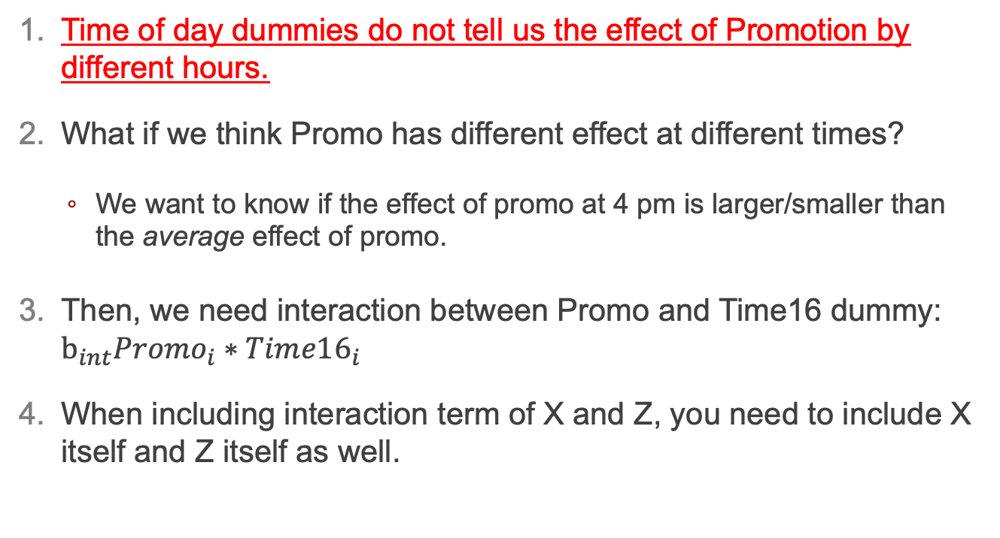 1. Time of day dummies do not tell us the effect of Promotion by
different hours.
2. What if we think Promo has different effect at different times?
∘ We want to know if the effect of promo at 4 pm is larger/smaller than
the average effect of promo.
3. Then, we need interaction between Promo and Time16 dummy:
b_{int}Promo_i * Time16_i
4. When including interaction term of X and Z, you need to include X
itself and Z itself as well.